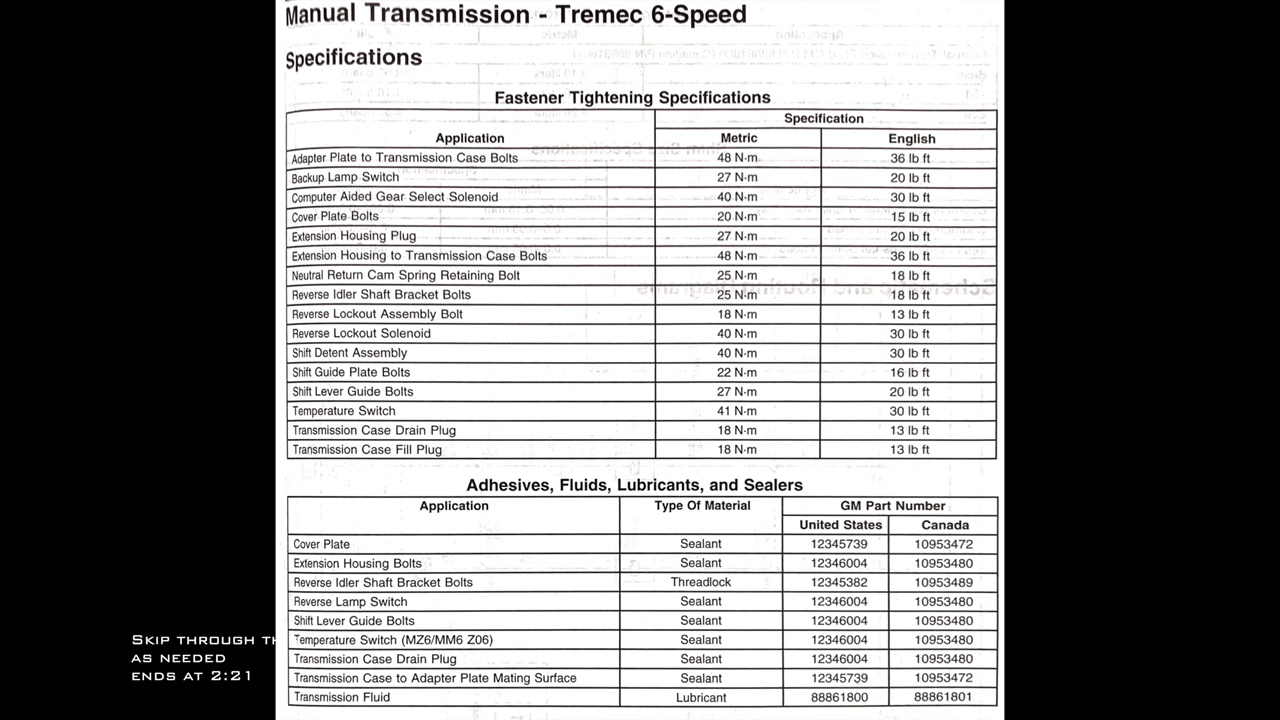 Manual Transmission - Tremec 6-Speed
Specifications
Fastener Tightening Specifications
Application Specification
Metric English
Adapter Plate to Transmission Case Bolts 48 N·m 36 lb ft
Backup Lamp Switch 27 N·m 20 lb ft
Computer Aided Gear Select Solenoid 40 N·m 30 lb ft
Cover Plate Bolts 20 N·m 15 lb ft
Extension Housing Plug 27 N·m 20 lb ft
Extension Housing to Transmission Case Bolts 48 N·m 36 lb ft
Neutral Return Cam Spring Retaining Bolt 25 N·m 18 lb ft
Reverse Idler Shaft Bracket Bolts 25 N·m 18 lb ft
Reverse Lockout Assembly Bolt 18 N·m 13 lb ft
Reverse Lockout Solenoid 40 N·m 30 lb ft
Shift Detent Assembly 40 N·m 30 lb ft
Shift Guide Plate Bolts 22 N·m 16 lb ft
Shift Lever Guide Bolts 27 N·m 20 lb ft
Temperature Switch 41 N·m 30 lb ft
Transmission Case Drain Plug 18 N·m 13 lb ft
Transmission Case Fill Plug 18 N·m 13 lb ft
Adhesives, Fluids, Lubricants, and Sealers
Application Type Of Material GM Part Number
United States Canada
Cover Plate Sealant 12345739 10953472
Extension Housing Bolts Sealant 12346004 10953480
Reverse Idler Shaft Bracket Bolts Threadlock 12345382 10953489
Reverse Lamp Switch Sealant 12346004 10953480
Shift Lever Guide Bolts Sealant 12346004 10953480
Temperature Switch (MZ6/MM6 Z06) Sealant 12346004 10953480
Transmission Case Drain Plug Sealant 12346004 10953480
Transmission Case to Adapter Plate Mating Surface Sealant 12345739 10953472
Transmission Fluid Lubricant 88861800 88861801
Skip through
as needed
ends at 2:21